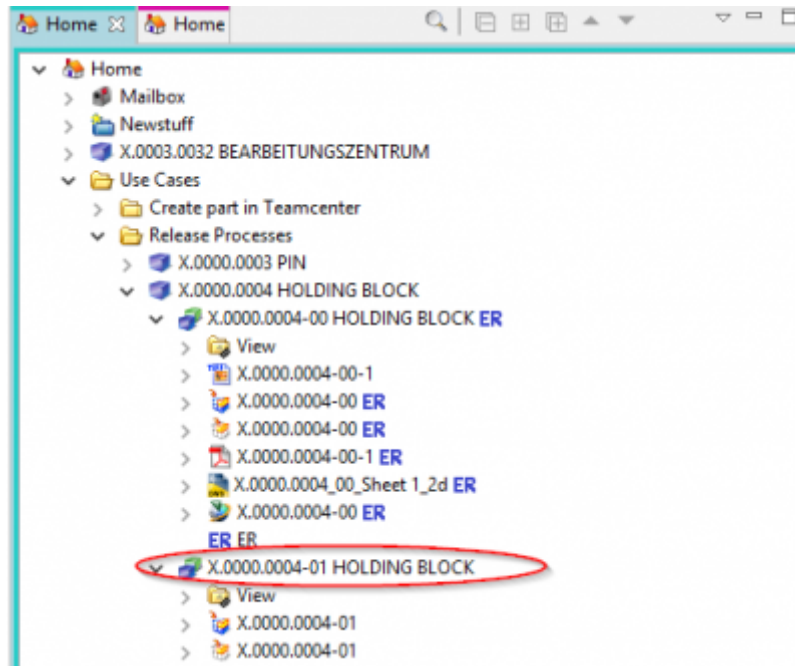 Home Home
Home
Mailbox
Newstuff
X.0003.0032 BEARBEITUNGSZENTRUM
Use Cases
Create part in Teamcenter
Release Processes
X.0000.0003 PIN
X.0000.0004 HOLDING BLOCK
X.0000.0004-00 HOLDING BLOCK ER
View
X.0000.0004-00-1
X.0000.0004-00 ER
X.0000.0004-00 ER
X.0000.0004-00-1 ER
X.0000.0004_00_Sheet 1_2d ER
X.0000.0004-00 ER
ER ER
X.0000.0004-01 HOLDING BLOCK
View
X.0000.0004-01
X.0000.0004-01